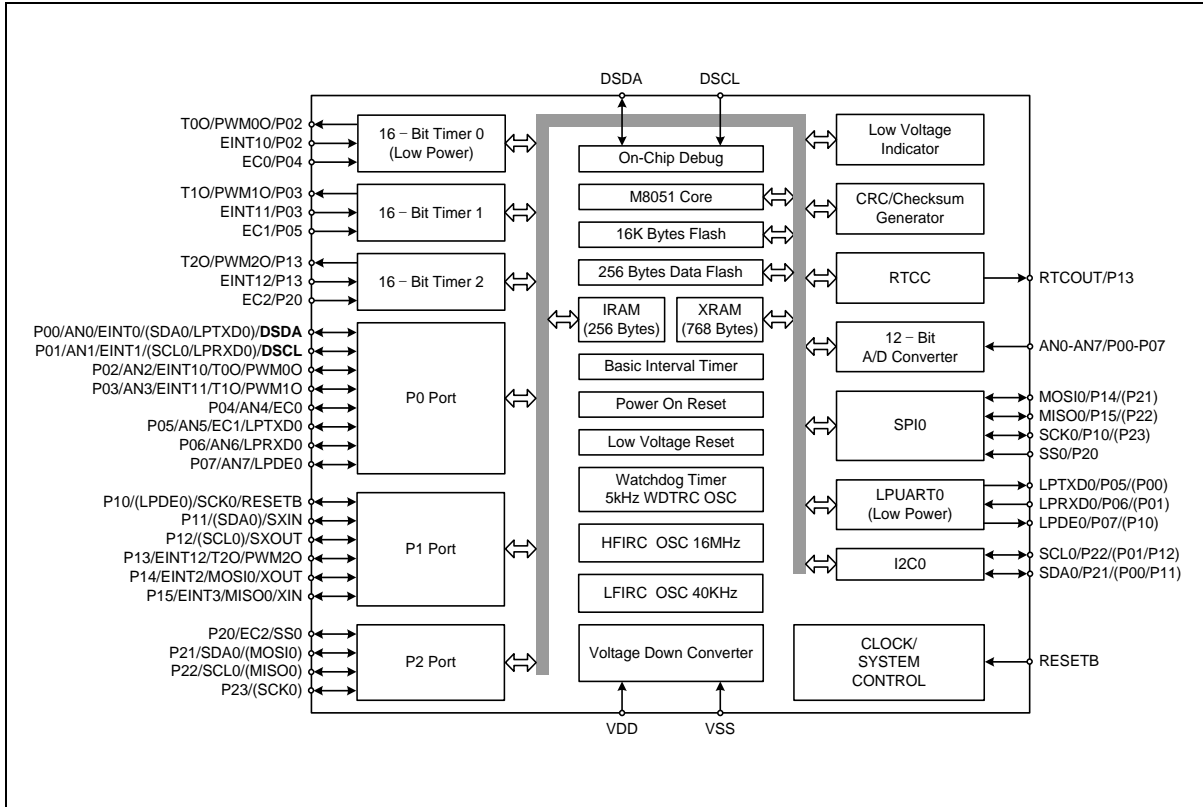 DSDA
DSCL
T0O/PWM0O/P02
EINT10/P02
EC0/P04
16 – Bit Timer 0
(Low Power)
T1O/PWM1O/P03
EINT11/P03
EC1/P05
16 – Bit Timer 1
T2O/PWM2O/P13
EINT12/P13
EC2/P20
16 – Bit Timer 2
P00/AN0/EINT0/(SDA0/LPTXD0)/DSDA
P01/AN1/EINT1/(SCL0/LPRXD0)/DSCL
P02/AN2/EINT10/T0O/PWM0O
P03/AN3/EINT11/T1O/PWM1O
P04/AN4/EC0
P05/AN5/EC1/LPTXD0
P06/AN6/LPRXD0
P07/AN7/LPDE0
P0 Port
P10/(LPDE0)/SCK0/RESETB
P11/(SDA0)/SXIN
P12/(SCL0)/SXOUT
P13/EINT12/T2O/PWM2O
P14/EINT2/MOSI0/XOUT
P15/EINT3/MISO0/XIN
P1 Port
P20/EC2/SS0
P21/SDA0/(MOSI0)
P22/SCL0/(MISO0)
P23/(SCK0)
P2 Port
On-Chip Debug
M8051 Core
16K Bytes Flash
256 Bytes Data Flash
IRAM
(256 Bytes)
XRAM
(768 Bytes)
Basic Interval Timer
Power On Reset
Low Voltage Reset
Watchdog Timer
5kHz WDTRC OSC
HFIRC OSC 16MHz
LFIRC OSC 40KHz
Voltage Down Converter
VDD
VSS
Low Voltage
Indicator
CRC/Checksum
Generator
RTCC
RTCOUT/P13
12 – Bit
A/D Converter
AN0-AN7/P00-P07
SPI0
MOSI0/P14/(P21)
MISO0/P15/(P22)
SCK0/P10/(P23)
SS0/P20
LPUART0
(Low Power)
LPTXD0/P05/(P00)
LPRXD0/P06/(P01)
LPDE0/P07/(P10)
I2C0
SCL0/P22/(P01/P12)
SDA0/P21/(P00/P11)
CLOCK/
SYSTEM
CONTROL
RESETB